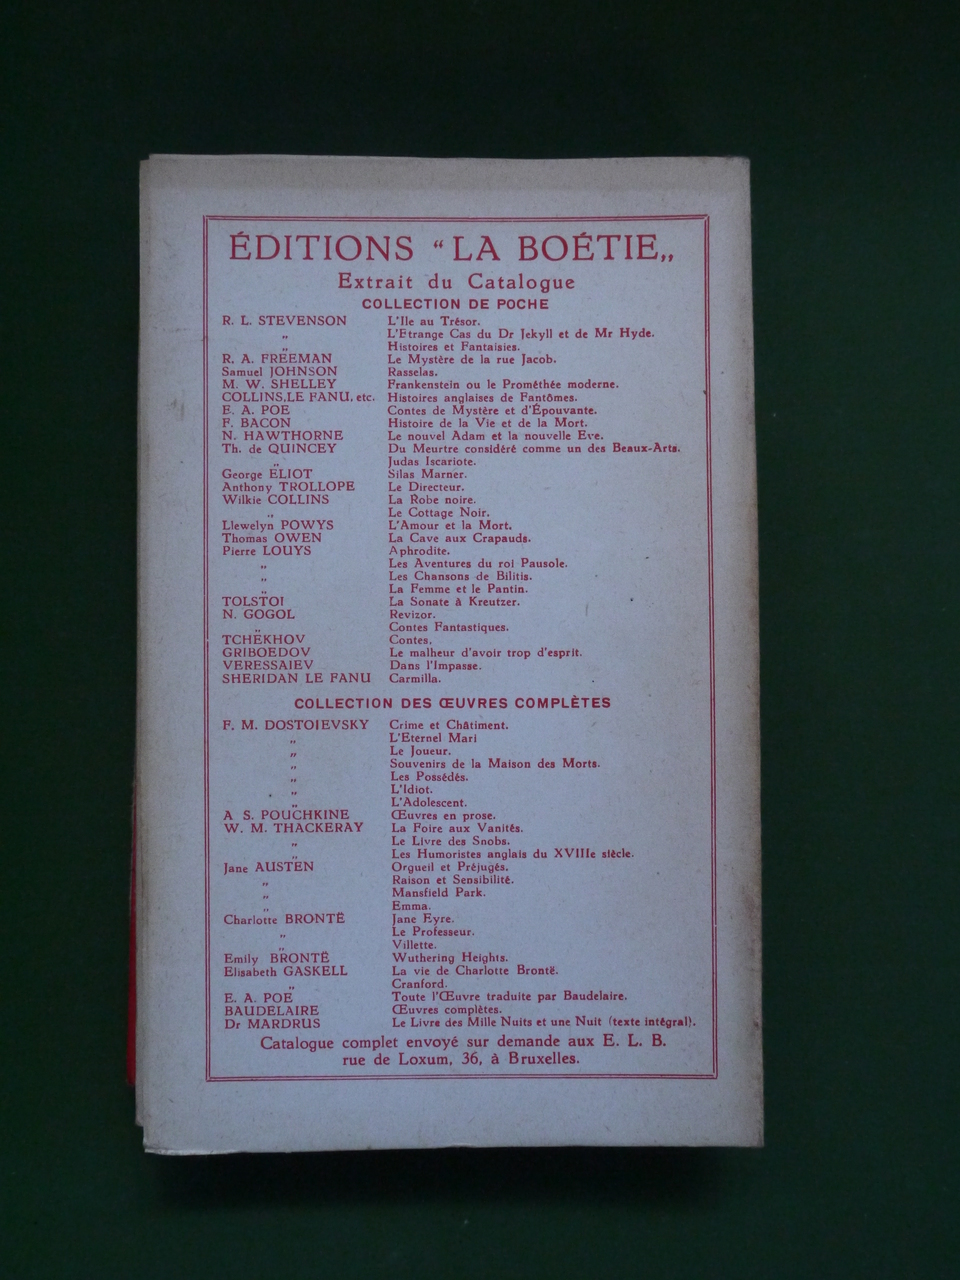 ÉDITIONS “ LA BOÉTIE „
Extrait du Catalogue
COLLECTION DE POCHE
R. L. STEVENSON L'Ile au Trésor.
„ L'Etrange Cas du Dr Jekyll et de Mr Hyde.
„ Histoires et Fantaisies.
R. A. FREEMAN Le Mystère de la rue Jacob.
Samuel JOHNSON Rasselas.
M. W. SHELLEY Frankenstein ou le Prométhée moderne.
COLLINS, LE FANU, etc. Histoires anglaises de Fantômes.
E. A. POE Contes de Mystère et d'Épouvante.
F. BACON Histoire de la Vie et de la Mort.
N. HAWTHORNE Le nouvel Adam et la nouvelle Eve.
Th. de QUINCEY Du Meurtre considéré comme un des Beaux-Arts.
„ Judas Iscariote.
George ELIOT Silas Marner.
Anthony TROLLOPE Le Directeur.
Wilkie COLLINS La Robe noire.
„ Le Cottage Noir.
Llewelyn POWYS L'Amour et la Mort.
Thomas OWEN La Cave aux Crapauds.
Pierre LOUYS Aphrodite.
„ Les Aventures du roi Pausole.
„ Les Chansons de Bilitis.
„ La Femme et le Pantin.
TOLSTOI La Sonate à Kreutzer.
N. GOGOL Revizor.
„ Contes Fantastiques.
TCHEKHOV Contes.
GRIBOEDOV Le malheur d'avoir trop d'esprit.
VERESSAIEV Dans l'Impasse.
SHERIDAN LE FANU Carmilla.
COLLECTION DES ŒUVRES COMPLÈTES
F. M. DOSTOIEVSKY Crime et Châtiment.
„ L'Eternel Mari
„ Le Joueur.
„ Souvenirs de la Maison des Morts.
„ Les Possédés.
„ L'Idiot.
„ L'Adolescent.
A S. POUCHKINE Œuvres en prose.
W. M. THACKERAY La Foire aux Vanités.
„ Le Livre des Snobs.
„ Les Humoristes anglais du XVIIIe siècle.
Jane AUSTEN Orgueil et Préjugés.
„ Raison et Sensibilité.
„ Mansfield Park.
„ Emma.
Charlotte BRONTË Jane Eyre.
„ Le Professeur.
„ Villette.
Emily BRONTË Wuthering Heights.
Elisabeth GASKELL La vie de Charlotte Brontë.
„ Cranford.
E. A. POE Toute l'Œuvre traduite par Baudelaire.
BAUDELAIRE Œuvres complètes.
Dr MARDRUS Le Livre des Mille Nuits et une Nuit (texte intégral).
Catalogue complet envoyé sur demande aux E. L. B.
rue de Loxum, 36, à Bruxelles.